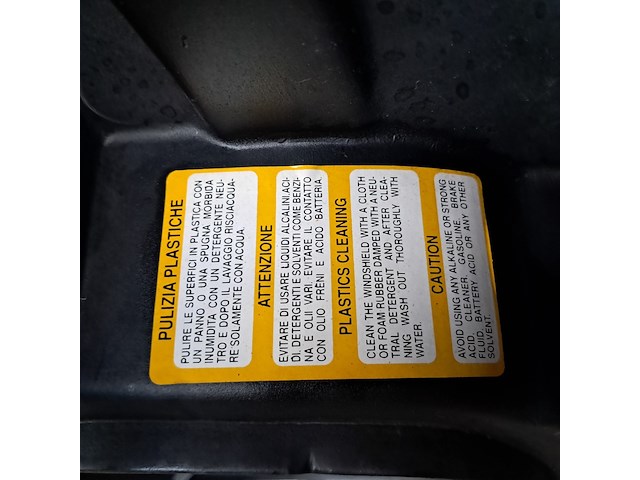 PULIZIA PLASTICHE
PULIRE LE SUPERFICI IN PLASTICA CON
UN PANNO O UNA SPUGNA MORBIDA
INUMIDITA CON UN DETERGENTE NEU-
TRO E DOPO IL LAVAGGIO RISCIACQUA-
RE SOLAMENTE CON ACQUA.
ATTENZIONE
EVITARE DI USARE LIQUIDI ALCALINI, ACI-
DI, DETERGENTI E SOLVENTI COME BENZI-
NA E OLII VARI EVITARE IL CONTATTO
CON OLIO FRENI E ACIDO BATTERIA.
PLASTICS CLEANING
CLEAN THE WINDSHIELD WITH A CLOTH
OR FOAM RUBBER DAMPED WITH A NEU-
TRAL DETERGENT AND AFTER CLEA-
NING WASH OUT THOROUGHLY WITH
WATER.
CAUTION
AVOID USING ANY ALKALINE OR STRONG
ACID, CLEANER, GASOLINE, BRAKE
FLUID, BATTERY ACID OR ANY OTHER
SOLVENT.